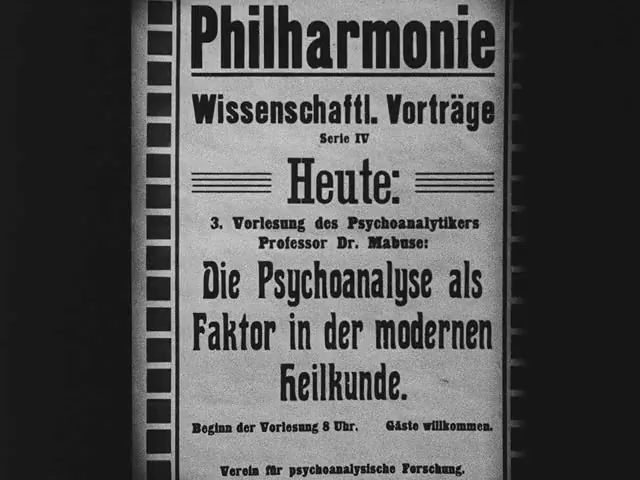 Philharmonie
Wissenschaftl. Vorträge
Serie IV
Heute:
3. Vorlesung des Psychoanalytikers
Professor Dr. Mabuse:
Die Psychoanalyse als
Faktor in der modernen
Heilkunde.
Beginn der Vorlesung 8 Uhr. Gäste willkommen.
Verein für psychoanalysische Forschung.